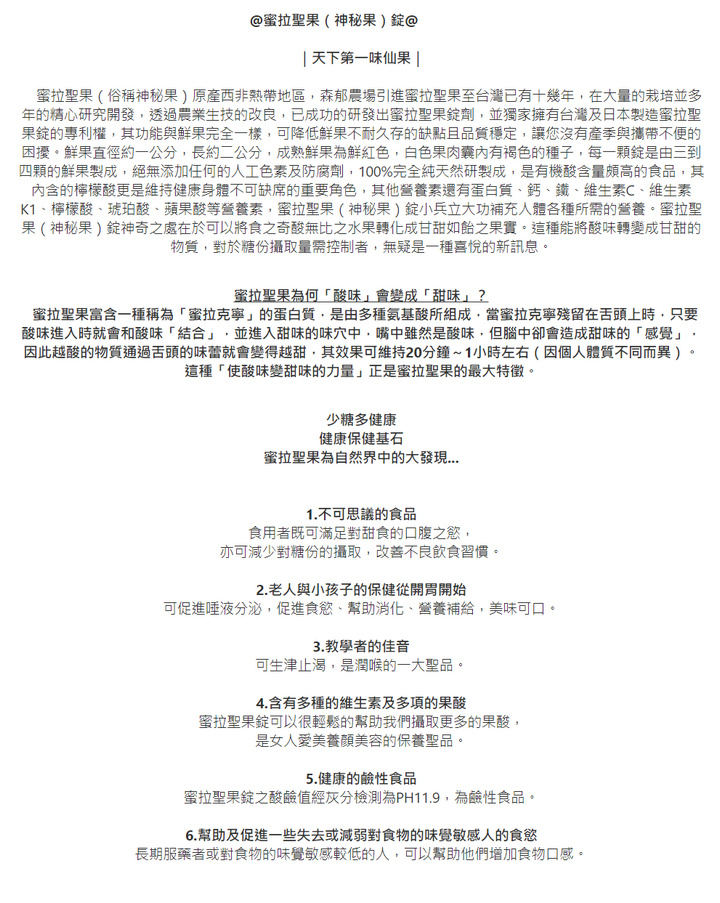 @蜜拉聖果（神秘果）錠@
｜天下第一味仙果｜
蜜拉聖果（俗稱神秘果）原產西非熱帶地區，森郁農場引進蜜拉聖果至台灣已有十幾年，在大量的栽培並多
年的精心研究開發，透過農業生技的改良，已成功的研發出蜜拉聖果錠劑，並獨家擁有台灣及日本製造蜜拉聖
果錠的專利權，其功能與鮮果完全一樣，可降低鮮果不耐久存的缺點且品質穩定，讓您沒有產季與攜帶不便的
困擾。鮮果直徑約一公分，長約二公分，成熟鮮果為鮮紅色，白色果肉囊內有褐色的種子，每一顆錠是由三到
四顆的鮮果製成，絕無添加任何的人工色素及防腐劑，100%完全純天然研製成，是有機酸含量頗高的食品，其
內含的檸檬酸更是維持健康身體不可缺席的重要角色，其他營養素還有蛋白質、鈣、鐵、維生素C、維生素
K1、檸檬酸、琥珀酸、蘋果酸等營養素，蜜拉聖果（神秘果）錠小兵立大功補充人體各種所需的營養。蜜拉聖
果（神秘果）錠神奇之處在於可以將食之奇酸無比之水果轉化成甘甜如飴之果實。這種能將酸味轉變成甘甜的
物質，對於糖份攝取量需控制者，無疑是一種喜悅的新訊息。
蜜拉聖果為何「酸味」會變成「甜味」？
蜜拉聖果富含一種稱為「蜜拉克寧」的蛋白質，是由多種氨基酸所組成，當蜜拉克寧殘留在舌頭上時，只要
酸味進入時就會和酸味「結合」，並進入甜味的味穴中，嘴中雖然是酸味，但腦中卻會造成甜味的「感覺」，
因此越酸的物質通過舌頭的味蕾就會變得越甜，其效果可維持20分鐘～1小時左右（因個人體質不同而異）。
這種「使酸味變甜味的力量」正是蜜拉聖果的最大特徵。
少糖多健康
健康保健基石
蜜拉聖果為自然界中的大發現...
1.不可思議的食品
食用者既可滿足對甜食的口腹之慾，
亦可減少對糖份的攝取，改善不良飲食習慣。
2.老人與小孩子的保健從開胃開始
可促進唾液分泌，促進食慾、幫助消化、營養補給，美味可口。
3.教學者的佳音
可生津止渴，是潤喉的一大聖品。
4.含有多種的維生素及多項的果酸
蜜拉聖果錠可以很輕鬆的幫助我們攝取更多的果酸，
是女人愛美養顏美容的保養聖品。
5.健康的鹼性食品
蜜拉聖果錠之酸鹼值經灰分檢測為PH11.9，為鹼性食品。
6.幫助及促進一些失去或減弱對食物的味覺敏感人的食慾
長期服藥者或對食物的味覺敏感較低的人，可以幫助他們增加食物口感。